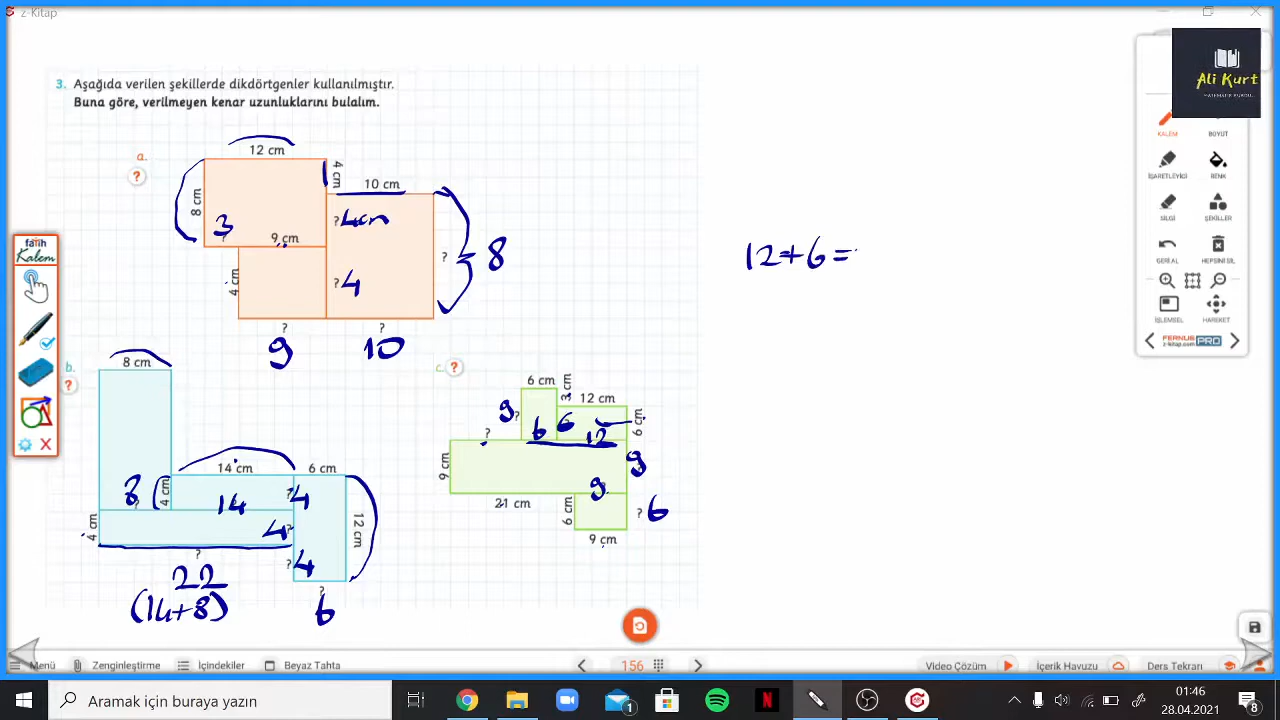 z-Kitap
Ali Kurt
3. Aşağıda verilen şekillerde dikdörtgenler kullanılmıştır.
Buna göre, verilmeyen kenar uzunluklarını bulalım.
KALEM
BOYUT
İŞARETLEYİCİ
RENK
SİLGİ
ŞEKİLLER
GERİ AL
HEPSİNİ SİL
İŞLEMSEL
HAREKET
FERNUS
z-kitap.com PRO
fatih
Kalem
a.
?
12 cm
8 cm
4 cm
10 cm
3
?
9 cm
? 4cm
? 4
? 8
4 cm
?
9
?
10
12+6=
b.
?
8 cm
14 cm
6 cm
8
?
4 cm
14
? 4
? 4
? 4
12 cm
4 cm
?
22
(14+8)
?
6
c.
?
6 cm
3 cm
12 cm
9 ?
6
6
12
6 cm
?
9 cm
9
9
?
21 cm
6 cm
? 6
9 cm
Menü
Zenginleştirme
İçindekiler
Beyaz Tahta
156
Video Çözüm
İçerik Havuzu
Ders Tekrarı
Aramak için buraya yazın
1
01:46
28.04.2021
8